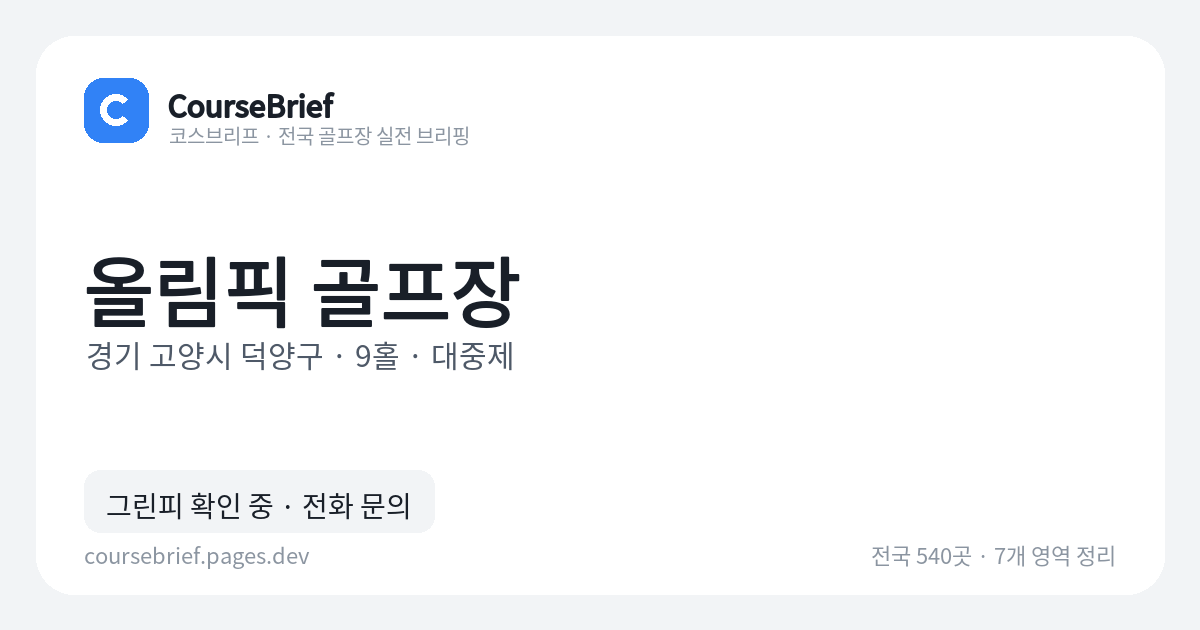 CourseBrief
코스브리프 · 전국 골프장 실전 브리핑
올림픽 골프장
경기 고양시 덕양구 · 9홀 · 대중제
그린피 확인 중 · 전화 문의
coursebrief.pages.dev
전국 540곳 · 7개 영역 정리